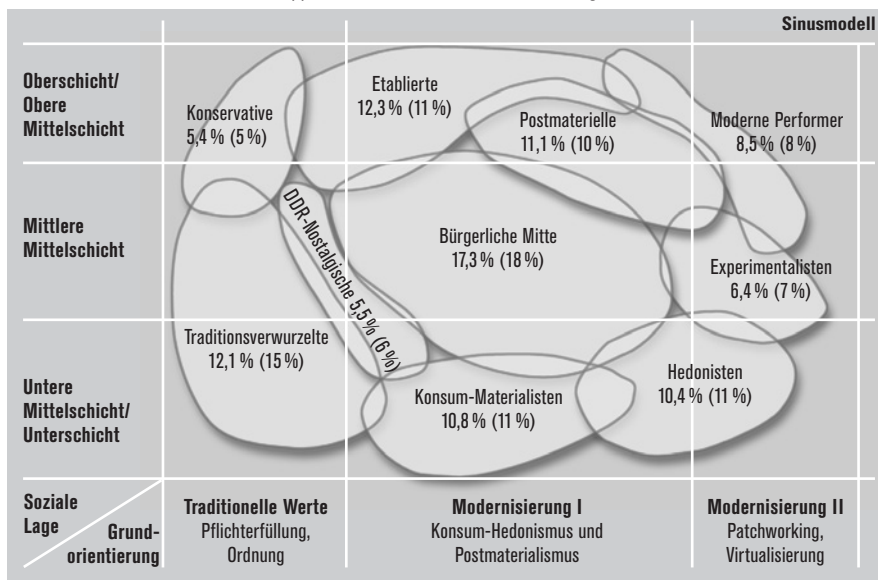 Sinusmodell
Oberschicht/
Obere
Mittelschicht
Konservative
5,4 % (5 %)
Etablierte
12,3 % (11 %)
Postmaterielle
11,1 % (10 %)
Moderne Performer
8,5 % (8 %)
Mittlere
Mittelschicht
DDR-Nostalgische 5,5 % (6 %)
Bürgerliche Mitte
17,3 % (18 %)
Experimentalisten
6,4 % (7 %)
Traditionsverwurzelte
12,1 % (15 %)
Untere
Mittelschicht/
Unterschicht
Konsum-Materialisten
10,8 % (11 %)
Hedonisten
10,4 % (11 %)
Soziale
Lage
Grund-
orientierung
Traditionelle Werte
Pflichterfüllung,
Ordnung
Modernisierung I
Konsum-Hedonismus und
Postmaterialismus
Modernisierung II
Patchworking,
Virtualisierung